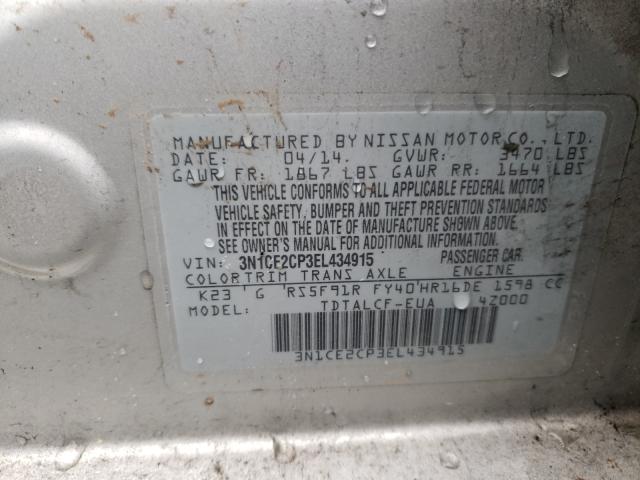 MANUFACTURED BY NISSAN MOTOR CO., LTD.
DATE: 04/14. GVWR: 3470 LBS
GAWR FR: 1867 LBS GAWR RR: 1664 LBS
THIS VEHICLE CONFORMS TO ALL APPLICABLE FEDERAL MOTOR
VEHICLE SAFETY, BUMPER AND THEFT PREVENTION STANDARDS
IN EFFECT ON THE DATE OF MANUFACTURE SHOWN ABOVE.
SEE OWNER'S MANUAL FOR ADDITIONAL INFORMATION.
VIN: 3N1CE2CP3EL434915 PASSENGER CAR.
COLOR TRIM TRANS AXLE ENGINE
K23 G RS5F91R FY40 HR16DE 1598 CC
MODEL: TDTALCF-EUA 4Z000
3N1CE2CP3EL434915